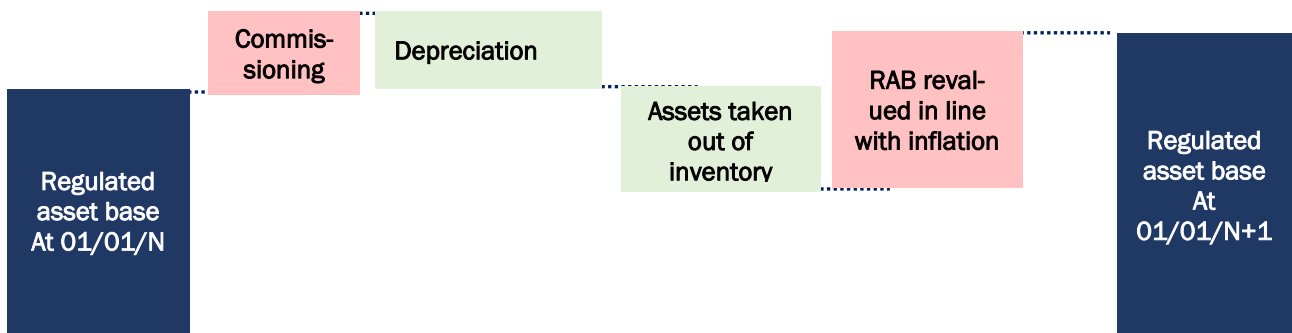 Regulated
asset base
At 01/01/N
Commis-
sioning
Depreciation
Assets taken
out of
inventory
RAB reval-
ued in line
with inflation
Regulated
asset base
At
01/01/N+1